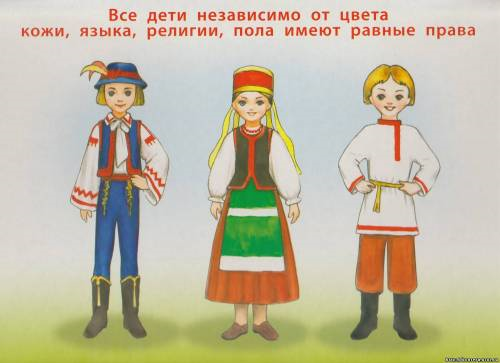 Все дети независимо от цвета
кожи, языка, религии, пола имеют равные права